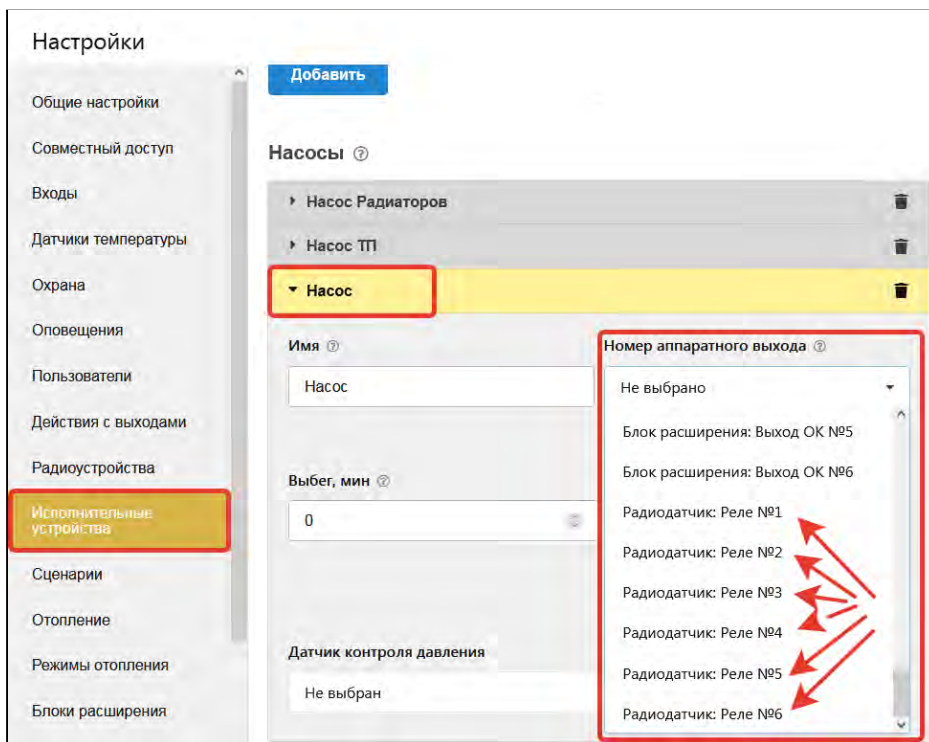 Настройки
Общие настройки
Совместный доступ
Входы
Датчики температуры
Охрана
Оповещения
Пользователи
Действия с выходами
Радиоустройства
Исполнительные
устройства
Сценарии
Отопление
Режимы отопления
Блоки расширения
Добавить
Насосы
Насос Радиаторов
Насос ТП
Насос
Имя
Насос
Выбег, мин
0
Датчик контроля давления
Не выбран
Номер аппаратного выхода
Не выбрано
Блок расширения: Выход ОК №5
Блок расширения: Выход ОК №6
Радиодатчик: Реле №1
Радиодатчик: Реле №2
Радиодатчик: Реле №3
Радиодатчик: Реле №4
Радиодатчик: Реле №5
Радиодатчик: Реле №6